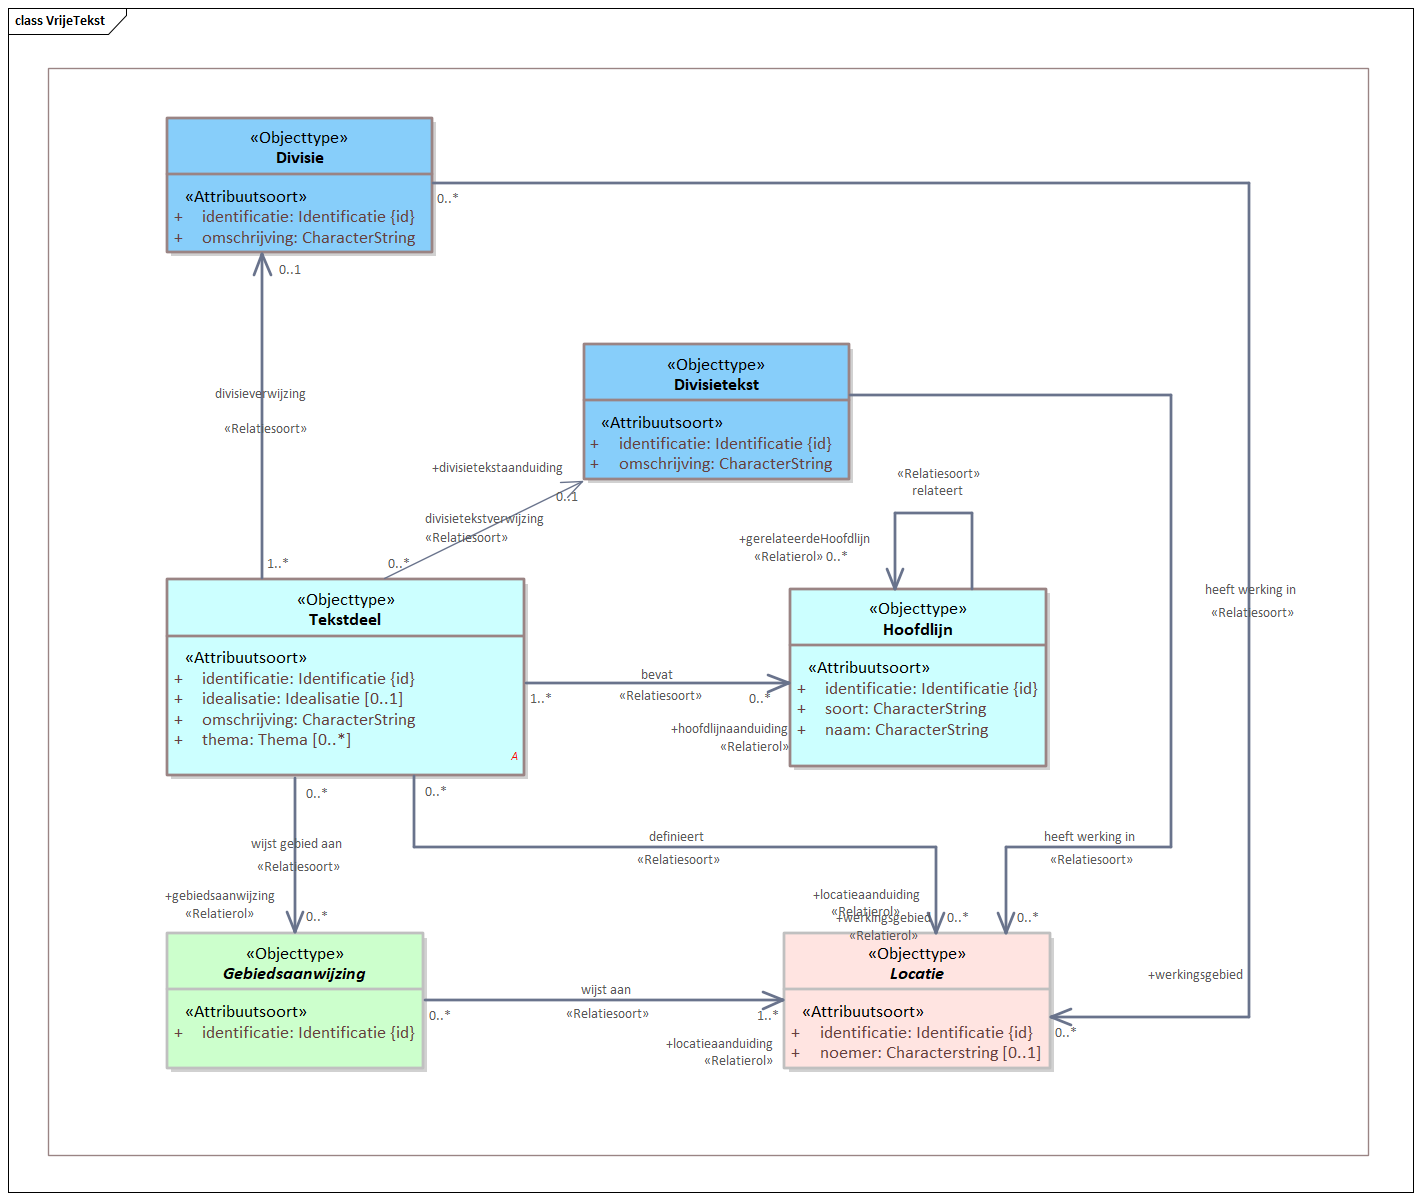 class VrijeTekst
«Objecttype»
Divisie
«Attribuutsoort»
+ identificatie: Identificatie {id}
+ omschrijving: CharacterString
0..*
0..1
divisieverwijzing
«Relatiesoort»
1..*
«Objecttype»
Divisietekst
«Attribuutsoort»
+ identificatie: Identificatie {id}
+ omschrijving: CharacterString
+divisietekstaanduiding
0..1
divisietekstverwijzing
«Relatiesoort»
0..*
«Relatiesoort»
relateert
+gerelateerdeHoofdlijn
«Relatierol» 0..*
heeft werking in
«Relatiesoort»
«Objecttype»
Tekstdeel
«Attribuutsoort»
+ identificatie: Identificatie {id}
+ idealisatie: Idealisatie [0..1]
+ omschrijving: CharacterString
+ thema: Thema [0..*]
A
«Objecttype»
Hoofdlijn
«Attribuutsoort»
+ identificatie: Identificatie {id}
+ soort: CharacterString
+ naam: CharacterString
bevat
«Relatiesoort»
1..*
0..*
+hoofdlijnaanduiding
«Relatierol»
0..*
0..*
wijst gebied aan
«Relatiesoort»
definieert
«Relatiesoort»
heeft werking in
«Relatiesoort»
+gebiedsaanwijzing
«Relatierol»
0..*
+locatieaanduiding
«Relatierol»
+werkingsgebied
«Relatierol»
0..*
0..*
«Objecttype»
Gebiedsaanwijzing
«Attribuutsoort»
+ identificatie: Identificatie {id}
wijst aan
«Relatiesoort»
0..*
1..*
+locatieaanduiding
«Relatierol»
«Objecttype»
Locatie
«Attribuutsoort»
+ identificatie: Identificatie {id}
+ noemer: Characterstring [0..1]
+werkingsgebied
0..*